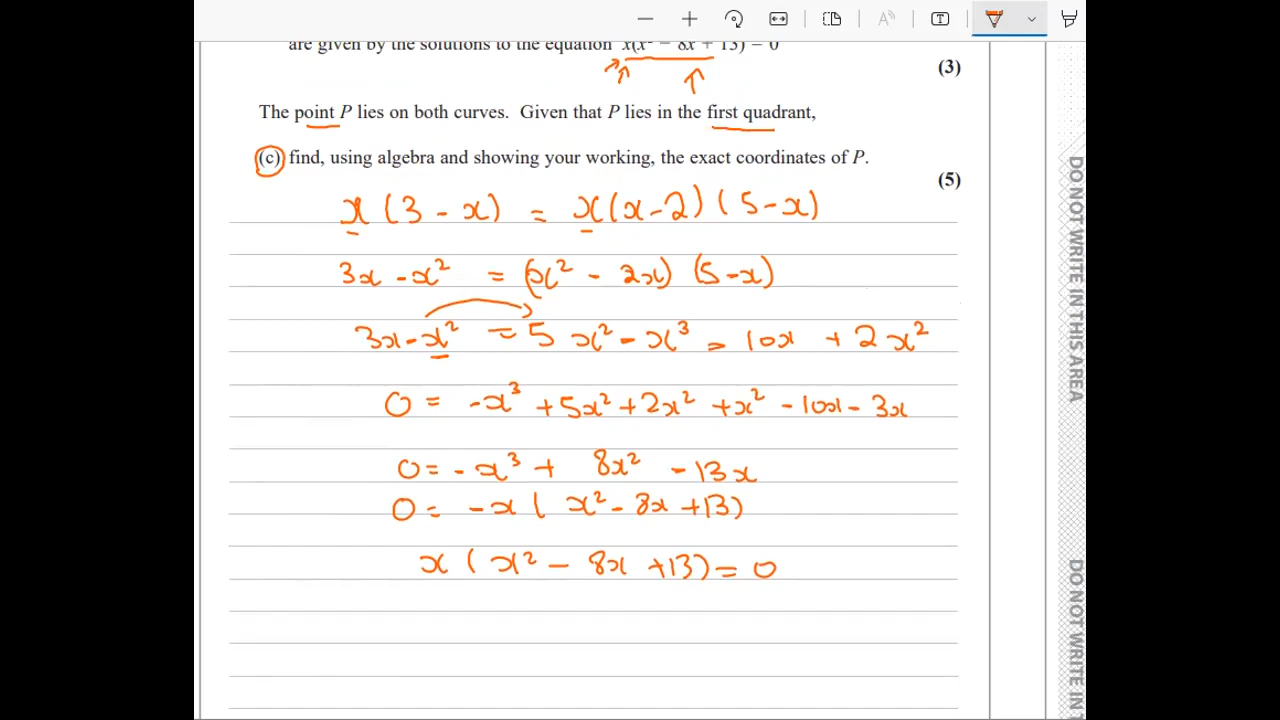 are given by the solutions to the equation x(x² − 8x + 13) = 0
(3)
The point P lies on both curves. Given that P lies in the first quadrant,
(c) find, using algebra and showing your working, the exact coordinates of P.
(5)
x(3 - x) = x(x-2)(5-x)
3x - x² = (x² - 2x)(5-x)
3x - x² = 5x² - x³ - 10x + 2x²
0 = -x³ + 5x² + 2x² + x² - 10x - 3x
0 = -x³ + 8x² - 13x
0 = -x(x² - 8x + 13)
x(x² - 8x + 13) = 0
DO NOT WRITE IN THIS AREA
DO NOT WRITE IN T